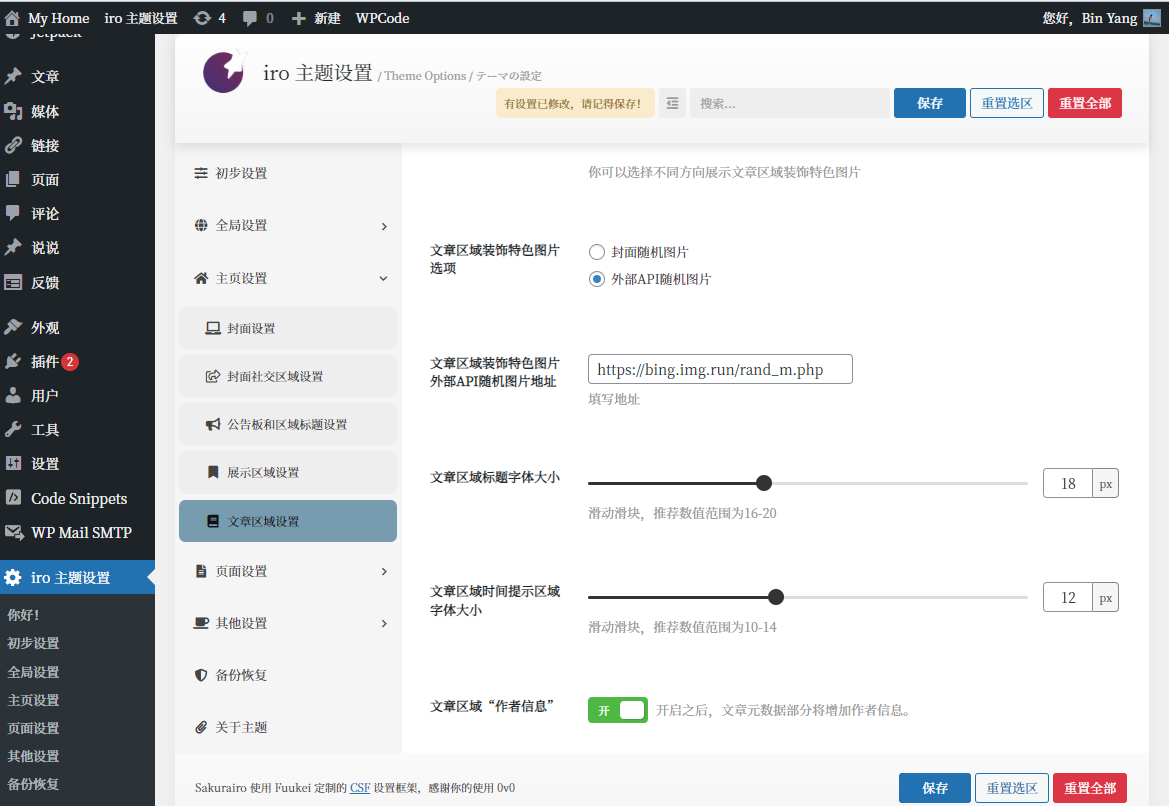 My Home iro 主题设置 4 0 新建 WPCode 您好，Bin Yang
Jetpack
文章
媒体
链接
页面
评论
说说
反馈
外观
插件 2
用户
工具
设置
Code Snippets
WP Mail SMTP
iro 主题设置
你好！
初步设置
全局设置
主页设置
页面设置
其他设置
备份恢复
iro 主题设置 / Theme Options / テーマの設定
有设置已修改，请记得保存！
搜索...
保存
重置选区
重置全部
初步设置
全局设置
主页设置
封面设置
封面社交区域设置
公告板和区域标题设置
展示区域设置
文章区域设置
页面设置
其他设置
备份恢复
关于主题
你可以选择不同方向展示文章区域装饰特色图片
文章区域装饰特色图片
选项
封面随机图片
外部API随机图片
文章区域装饰特色图片
外部API随机图片地址
https://bing.img.run/rand_m.php
填写地址
文章区域标题字体大小
18 px
滑动滑块，推荐数值范围为16-20
文章区域时间提示区域
字体大小
12 px
滑动滑块，推荐数值范围为10-14
文章区域“作者信息”
开
开启之后，文章元数据部分将增加作者信息。
Sakurairo 使用 Fuukei 定制的 CSF 设置框架，感谢你的使用 0v0
保存
重置选区
重置全部